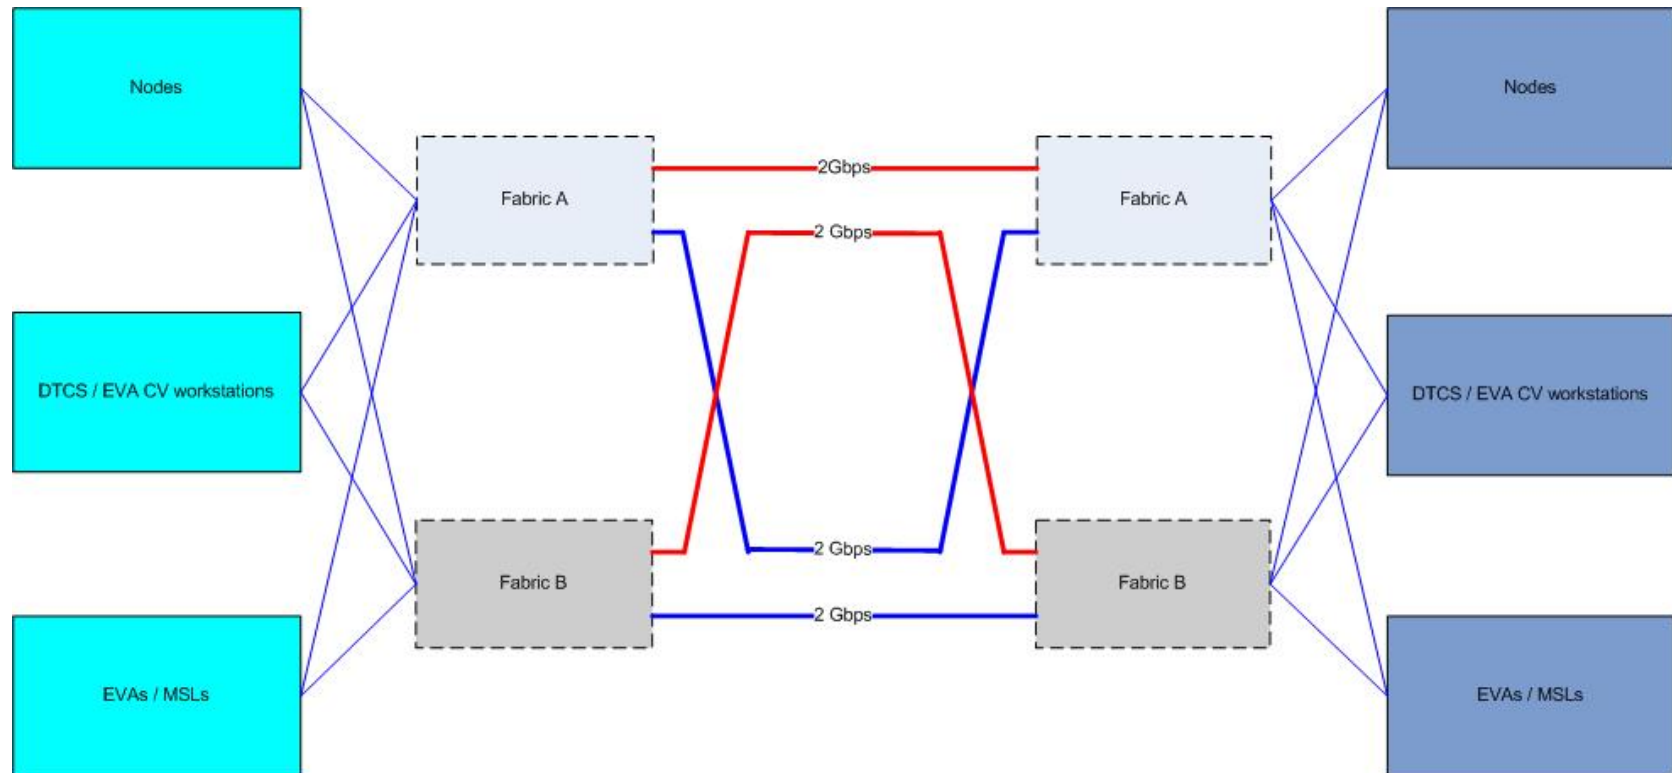 Nodes
Nodes
2Gbps
Fabric A
Fabric A
2 Gbps
DTCS / EVA CV workstations
DTCS / EVA CV workstations
2 Gbps
Fabric B
Fabric B
2 Gbps
EVAs / MSLs
EVAs / MSLs